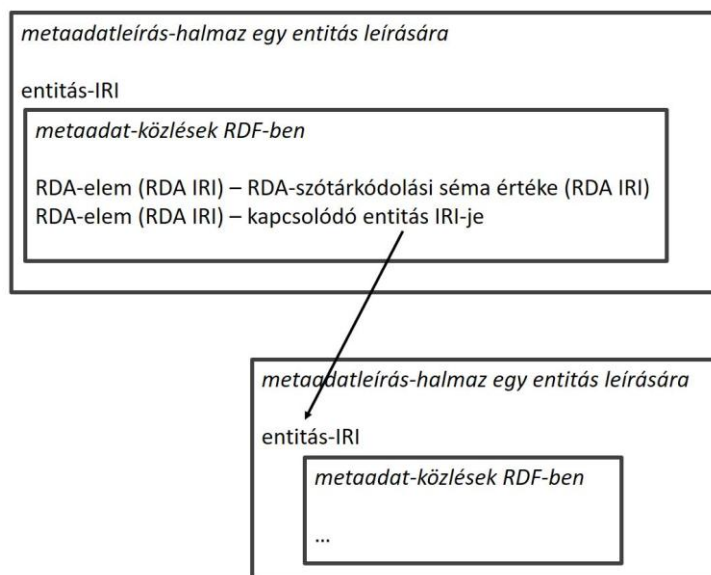 metaadatleírás-halmaz egy entitás leírására
entitás-IRI
metaadat-közlések RDF-ben
RDA-elem (RDA IRI) – RDA-szótárkódolási séma értéke (RDA IRI)
RDA-elem (RDA IRI) – kapcsolódó entitás IRI-je
metaadatleírás-halmaz egy entitás leírására
entitás-IRI
metaadat-közlések RDF-ben
...